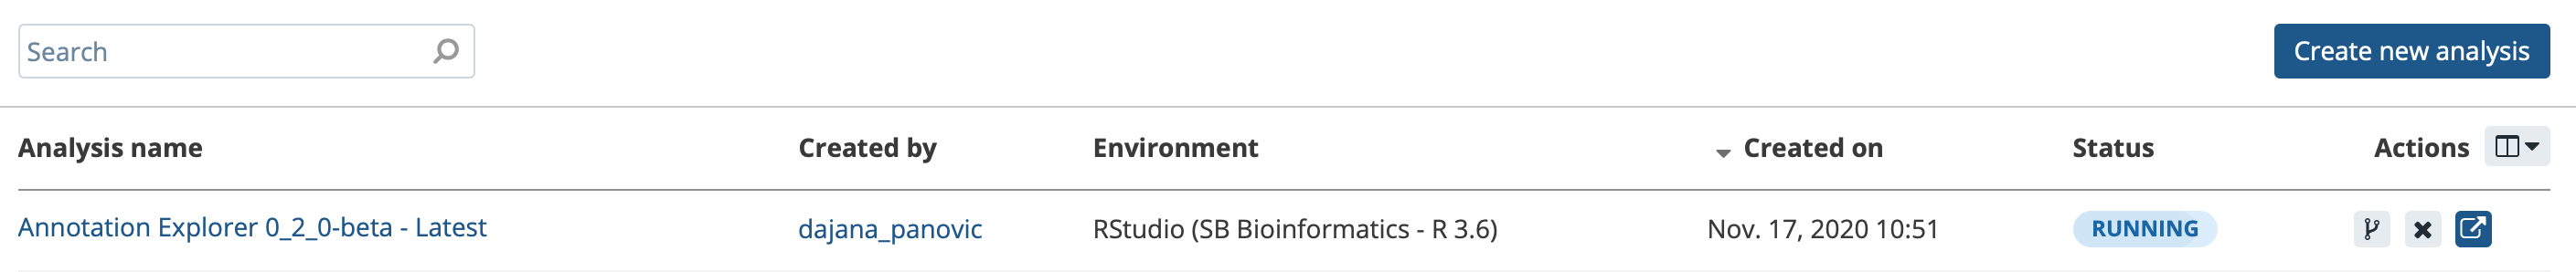 Search
Create new analysis
Analysis name Created by Environment Created on Status Actions
Annotation Explorer 0_2_0-beta - Latest dajana_panovic RStudio (SB Bioinformatics - R 3.6) Nov. 17, 2020 10:51 RUNNING